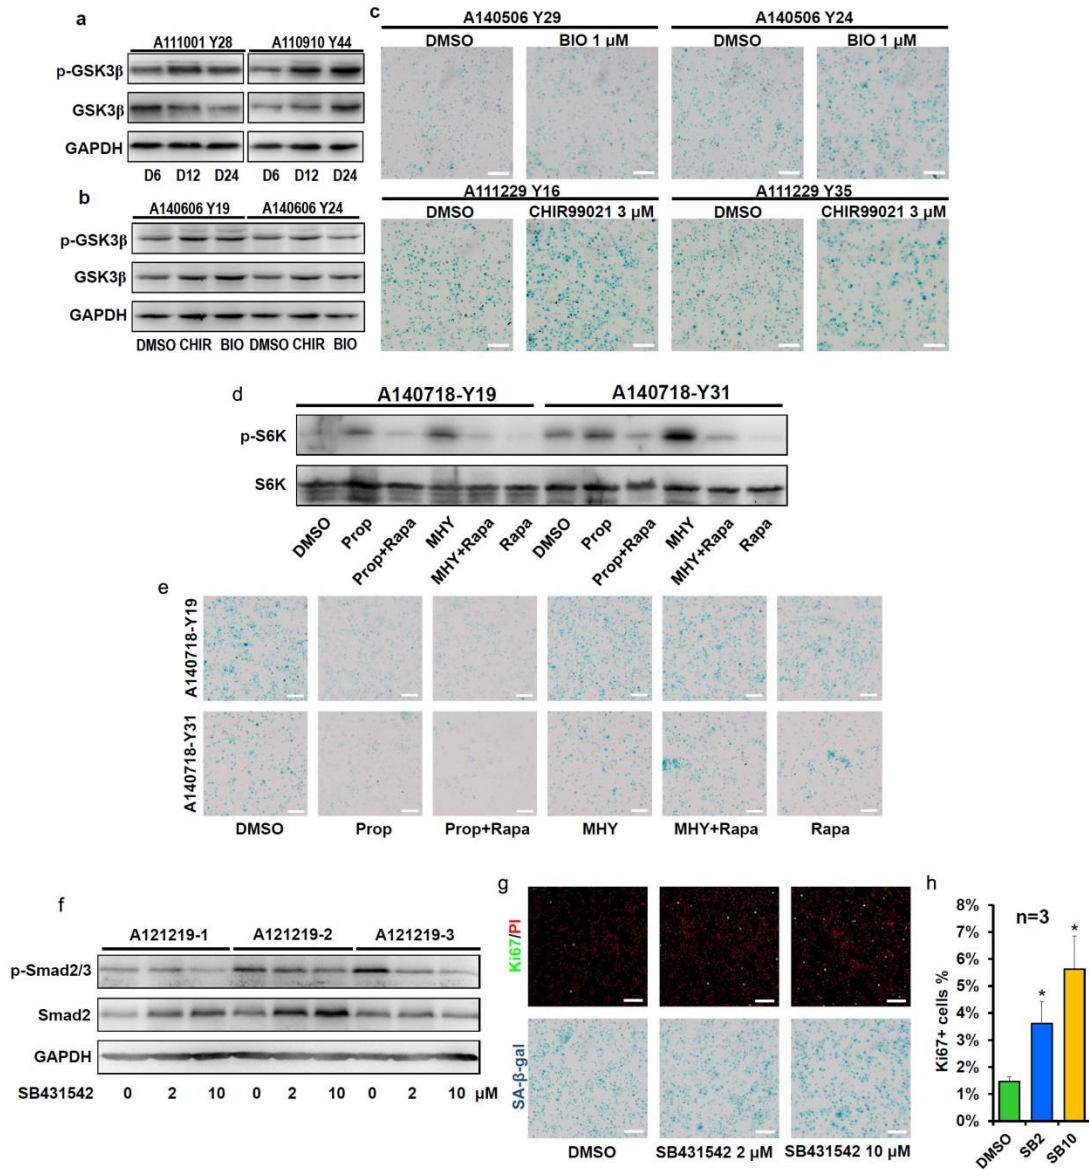 a
A111001 Y28 A110910 Y44
p-GSK3β
GSK3β
GAPDH
D6 D12 D24 D6 D12 D24
b
A140606 Y19 A140606 Y24
p-GSK3β
GSK3β
GAPDH
DMSO CHIR BIO DMSO CHIR BIO
c
A140506 Y29 A140506 Y24
DMSO BIO 1 µM DMSO BIO 1 µM
A111229 Y16 A111229 Y35
DMSO CHIR99021 3 µM DMSO CHIR99021 3 µM
d
A140718-Y19 A140718-Y31
p-S6K
S6K
DMSO Prop Prop+Rapa MHY MHY+Rapa Rapa DMSO Prop Prop+Rapa MHY MHY+Rapa Rapa
e
A140718-Y19
A140718-Y31
DMSO Prop Prop+Rapa MHY MHY+Rapa Rapa
f
A121219-1 A121219-2 A121219-3
p-Smad2/3
Smad2
GAPDH
SB431542 0 2 10 0 2 10 0 2 10 µM
g
Ki67/PI
SA-β-gal
DMSO SB431542 2 µM SB431542 10 µM
h
n=3
Ki67+ cells %
8%
7%
6%
5%
4%
3%
2%
1%
0%
* *
DMSO SB2 SB10